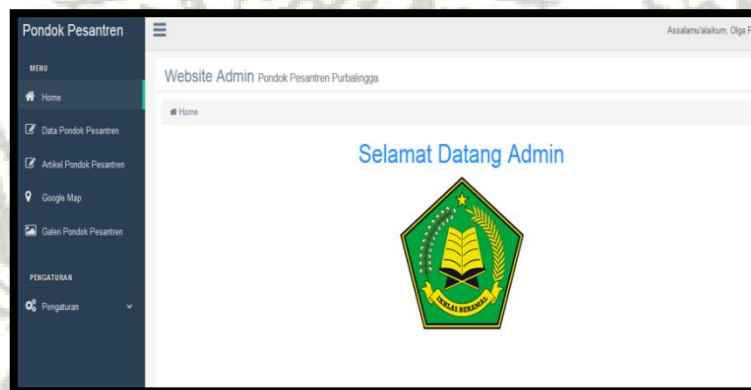 Pondok Pesantren
Assalamu'alaikum, Olga
MENU
Website Admin Pondok Pesantren Purbalingga
Home
Home
Data Pondok Pesantren
Selamat Datang Admin
Artikel Pondok Pesantren
Google Map
Galeri Pondok Pesantren
PENGATURAN
Pengaturan
IKHLAS BERAMAL